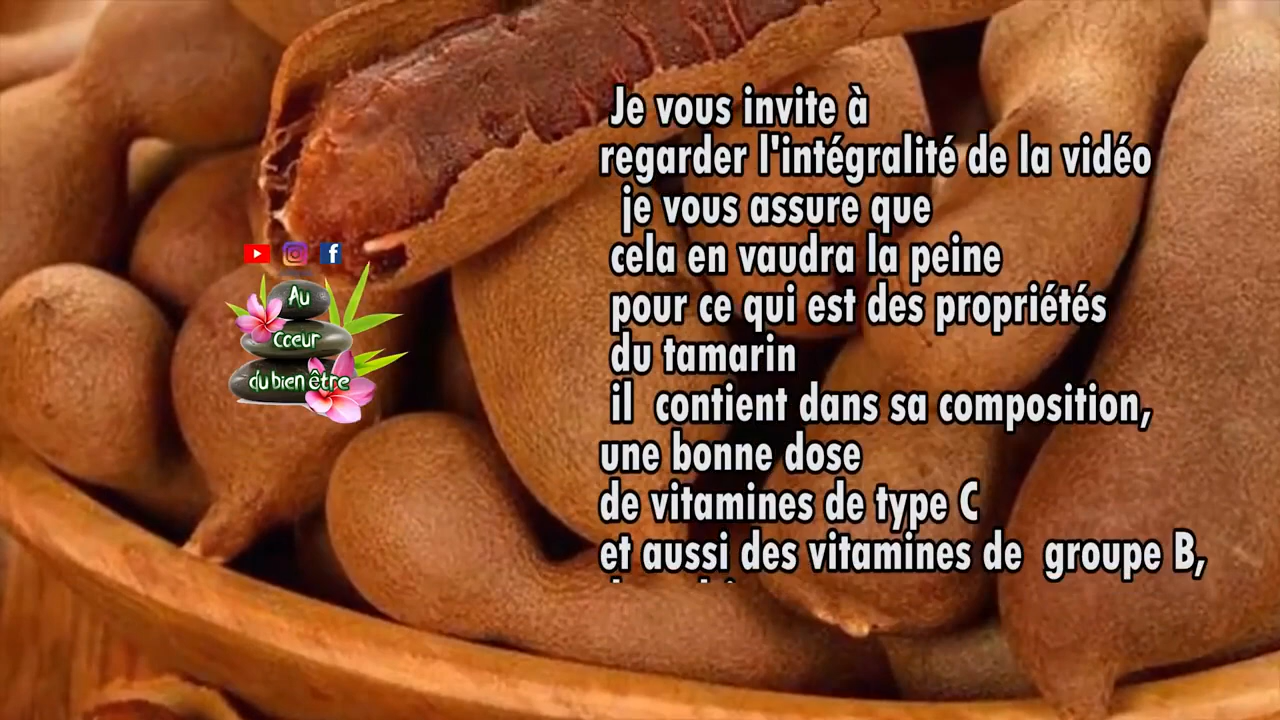 Je vous invite à
regarder l'intégralité de la vidéo
je vous assure que
cela en vaudra la peine
pour ce qui est des propriétés
du tamarin
il contient dans sa composition,
une bonne dose
de vitamines de type C
et aussi des vitamines de groupe B,
Au
cœur
du bien être